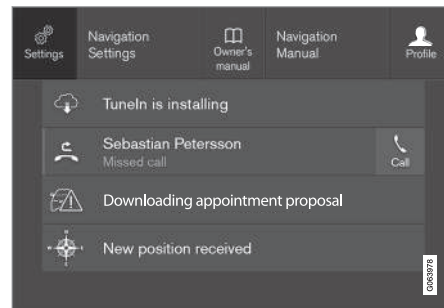 Settings
Navigation
Settings
Owner's
manual
Navigation
Manual
Profile
TuneIn is installing
Sebastian Petersson
Missed call
Call
Downloading appointment proposal
New position received
G063978